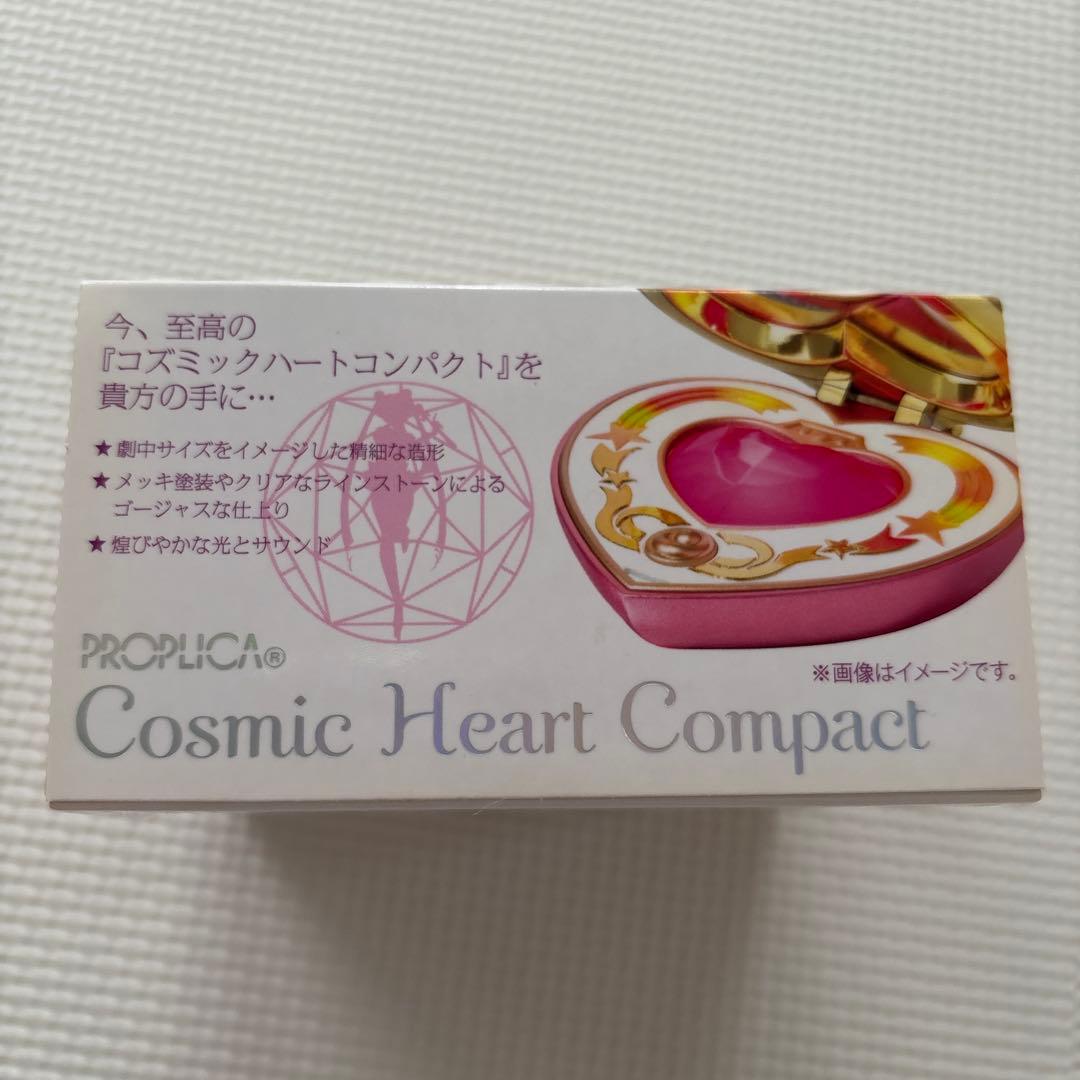 今、至高の
『コズミックハートコンパクト』を
貴方の手に…
★劇中サイズをイメージした精細な造形
★メッキ塗装やクリアなラインストーンによる
ゴージャスな仕上り
★煌びやかな光とサウンド
PROPLICA®
※画像はイメージです。
Cosmic Heart Compact